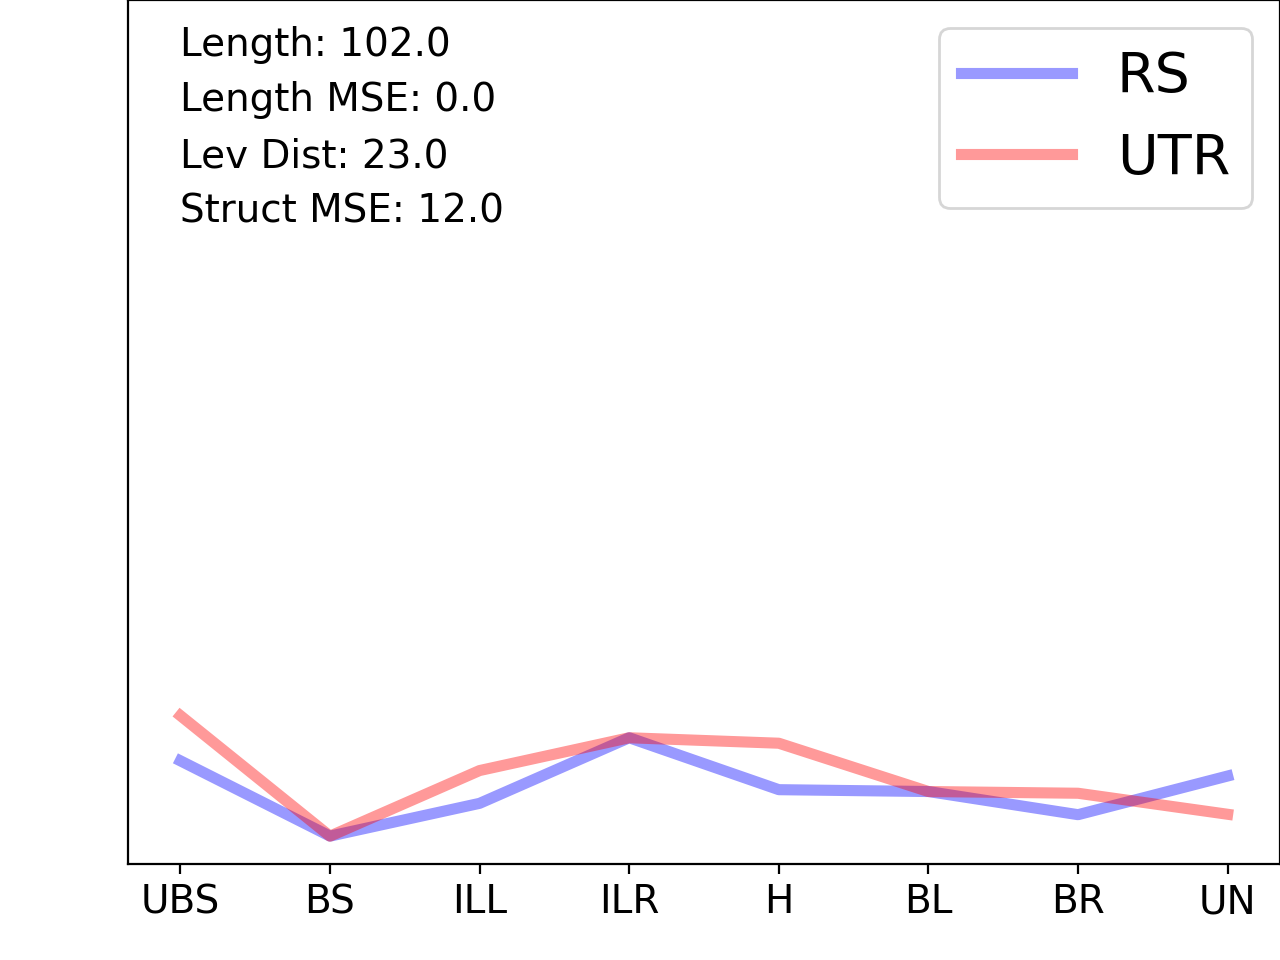 Length: 102.0
Length MSE: 0.0
Lev Dist: 23.0
Struct MSE: 12.0
RS
UTR
UBS BS ILL ILR H BL BR UN